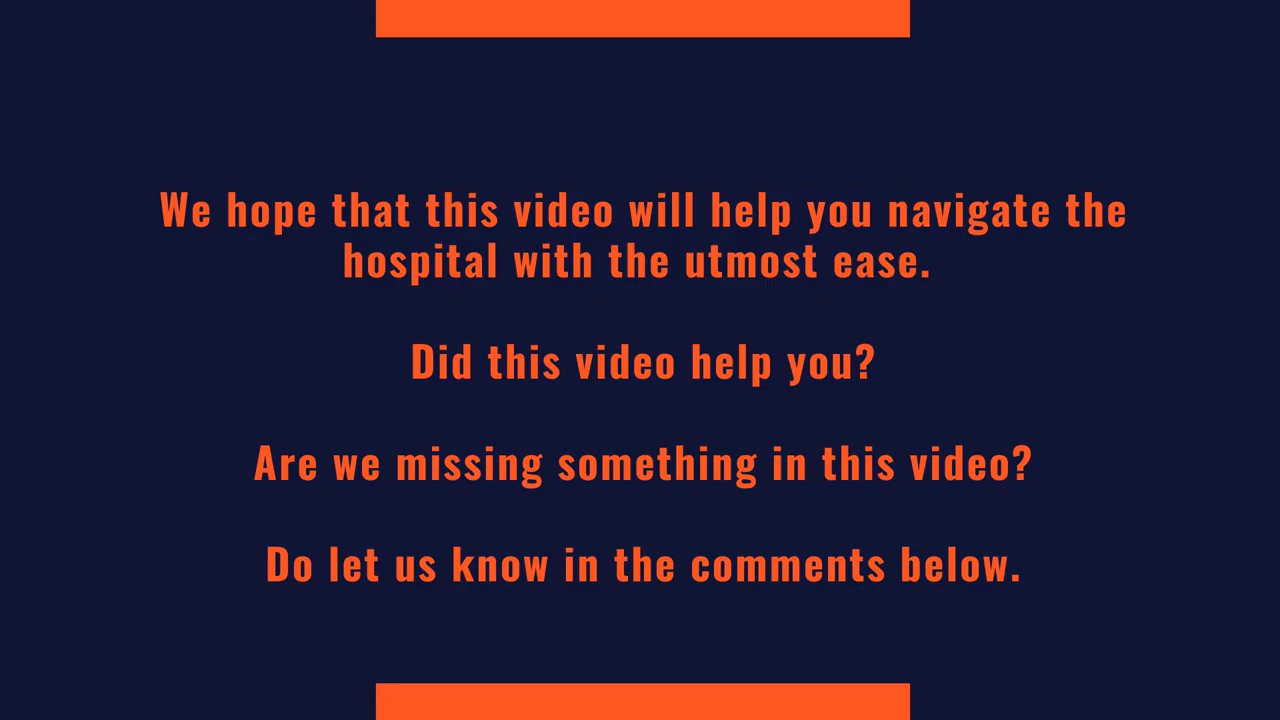 We hope that this video will help you navigate the
hospital with the utmost ease.
Did this video help you?
Are we missing something in this video?
Do let us know in the comments below.